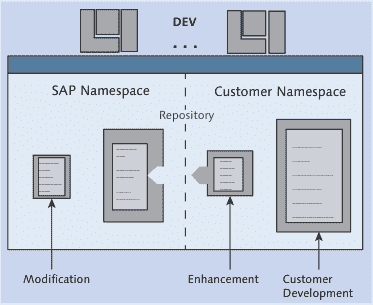 DEV
. . .
SAP Namespace
Customer Namespace
Repository
Modification
Enhancement
Customer
Development